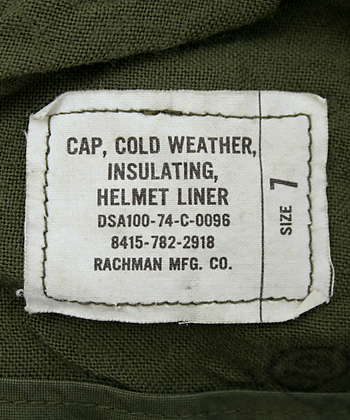 CAP, COLD WEATHER,
INSULATING,
HELMET LINER
DSA100-74-C-0096
8415-782-2918
RACHMAN MFG. CO.
SIZE 7